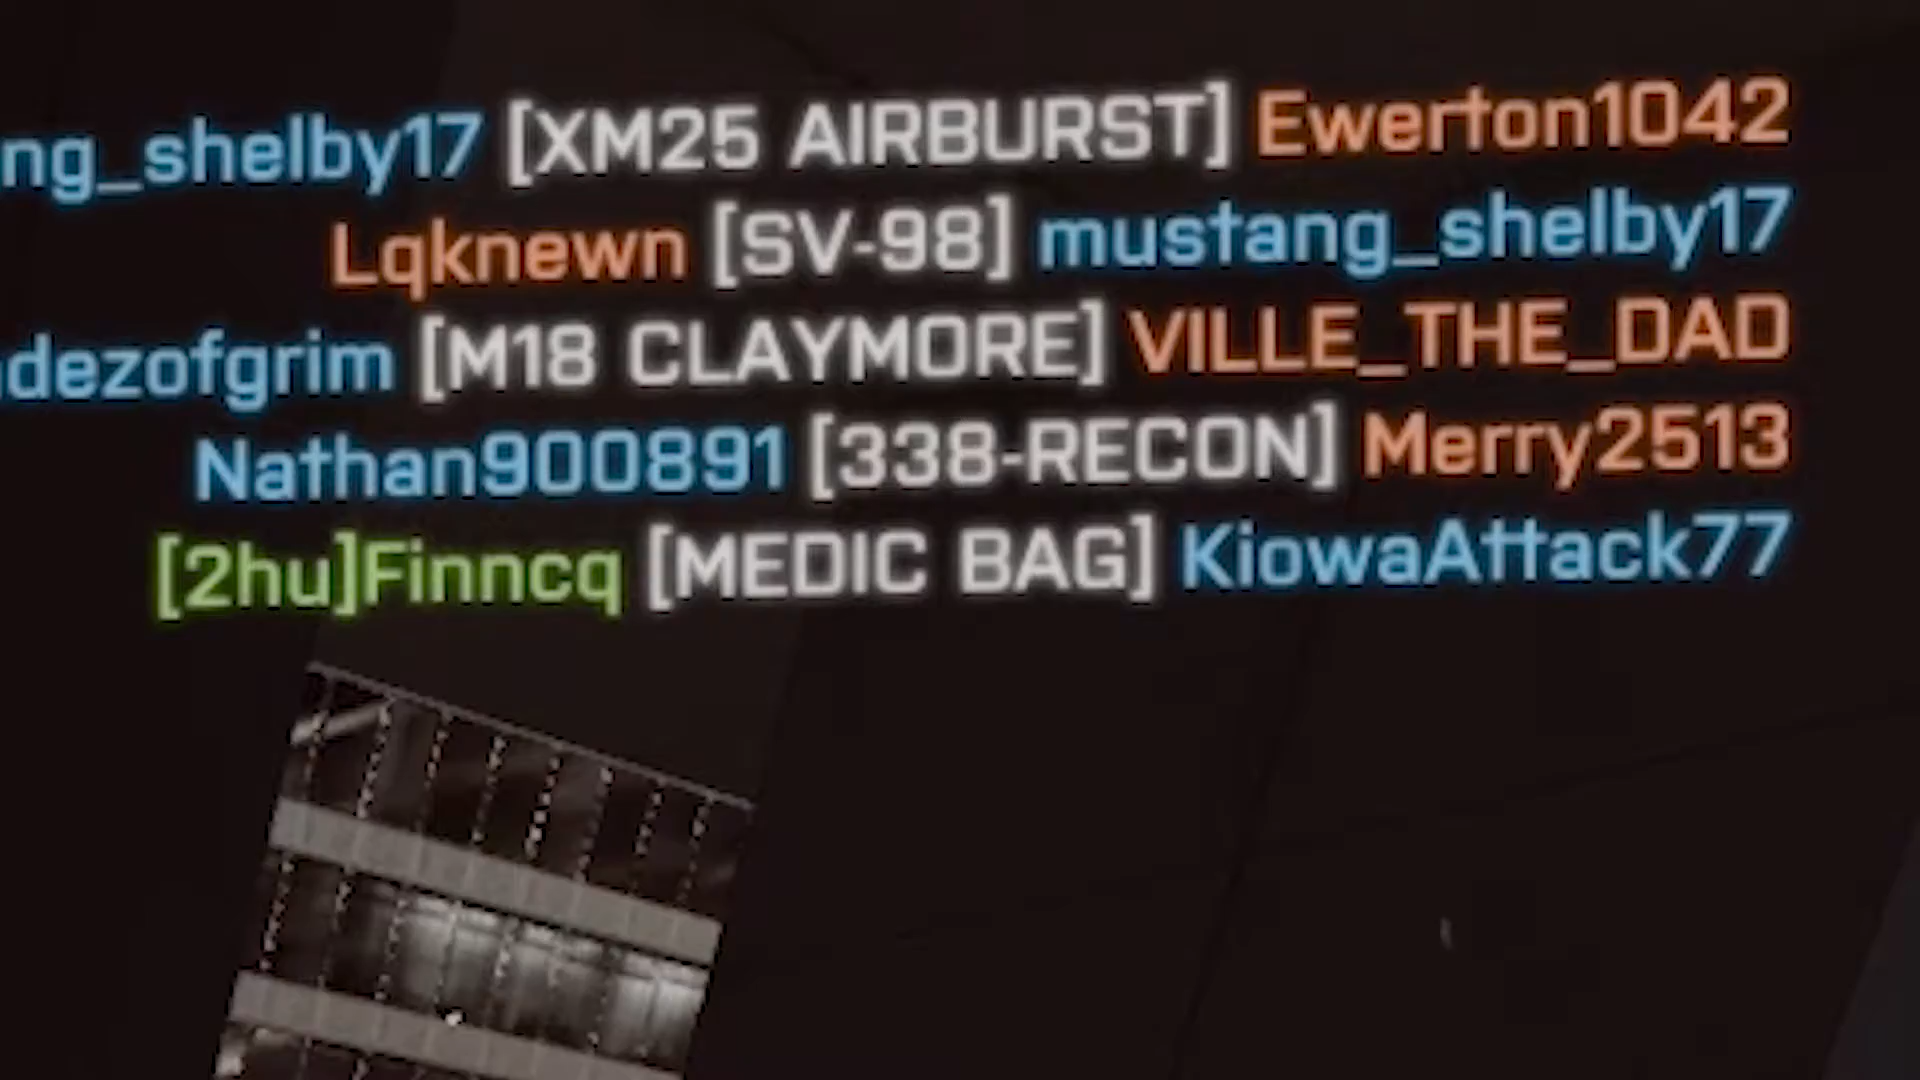 ng_shelby17 [XM25 AIRBURST] Ewerton1042
Lqknewn [SV-98] mustang_shelby17
dezofgrim [M18 CLAYMORE] VILLE_THE_DAD
Nathan900891 [338-RECON] Merry2513
[2hu]Finncq [MEDIC BAG] KiowaAttack77